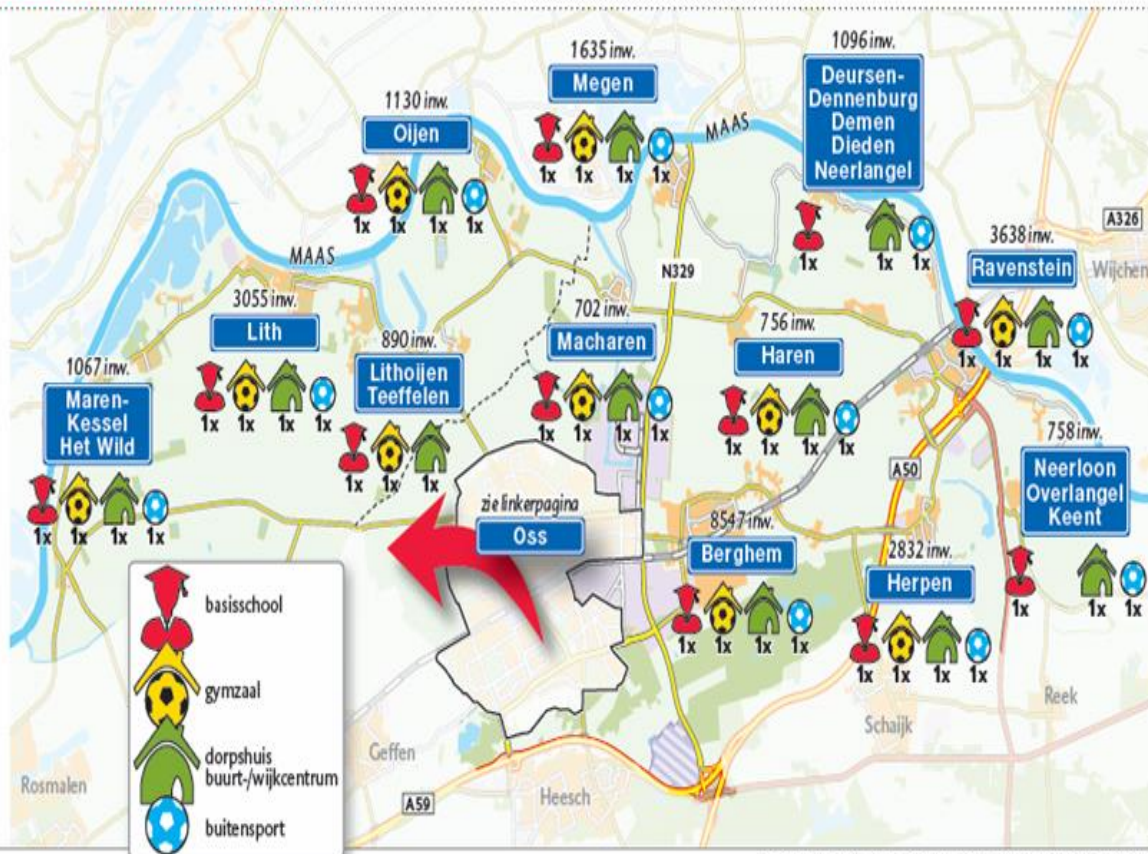 1635 inw.
Megen
1x 1x 1x 1x
1096 inw.
Deursen-
Dennenburg
Demen
Dieden
Neerlangel
1x 1x 1x
1130 inw.
Oijen
1x 1x 1x 1x
MAAS
A326
Wijchen
3638 inw.
Ravenstein
1x 1x 1x 1x
MAAS
N329
3055 inw.
Lith
1x 1x 1x 1x
702 inw.
Macharen
1x 1x 1x 1x
756 inw.
Haren
1x 1x 1x 1x
890 inw.
Lithoijen
Teeffelen
1x 1x 1x
1067 inw.
Maren-
Kessel
Het Wild
1x 1x 1x 1x
758 inw.
Neerloon
Overlangel
Keent
1x 1x 1x
A50
zie linkerpagina
Oss
8547 inw.
Berghem
1x 1x 1x 1x
2832 inw.
Herpen
1x 1x 1x 1x
basisschool
gymzaal
dorpshuis
buurt-/wijkcentrum
buitensport
Rosmalen
Geffen
A59
Heesch
Schaijk
Reek